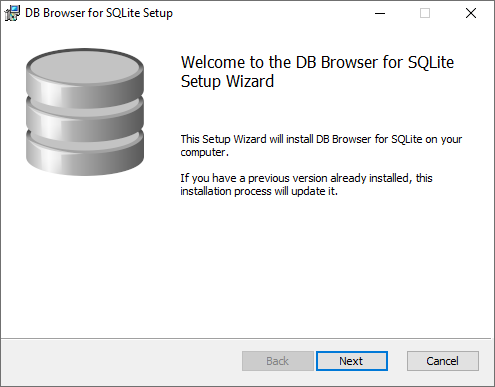 DB Browser for SQLite Setup
Welcome to the DB Browser for SQLite
Setup Wizard
This Setup Wizard will install DB Browser for SQLite on your
computer.
If you have a previous version already installed, this
installation process will update it.
Back
Next
Cancel